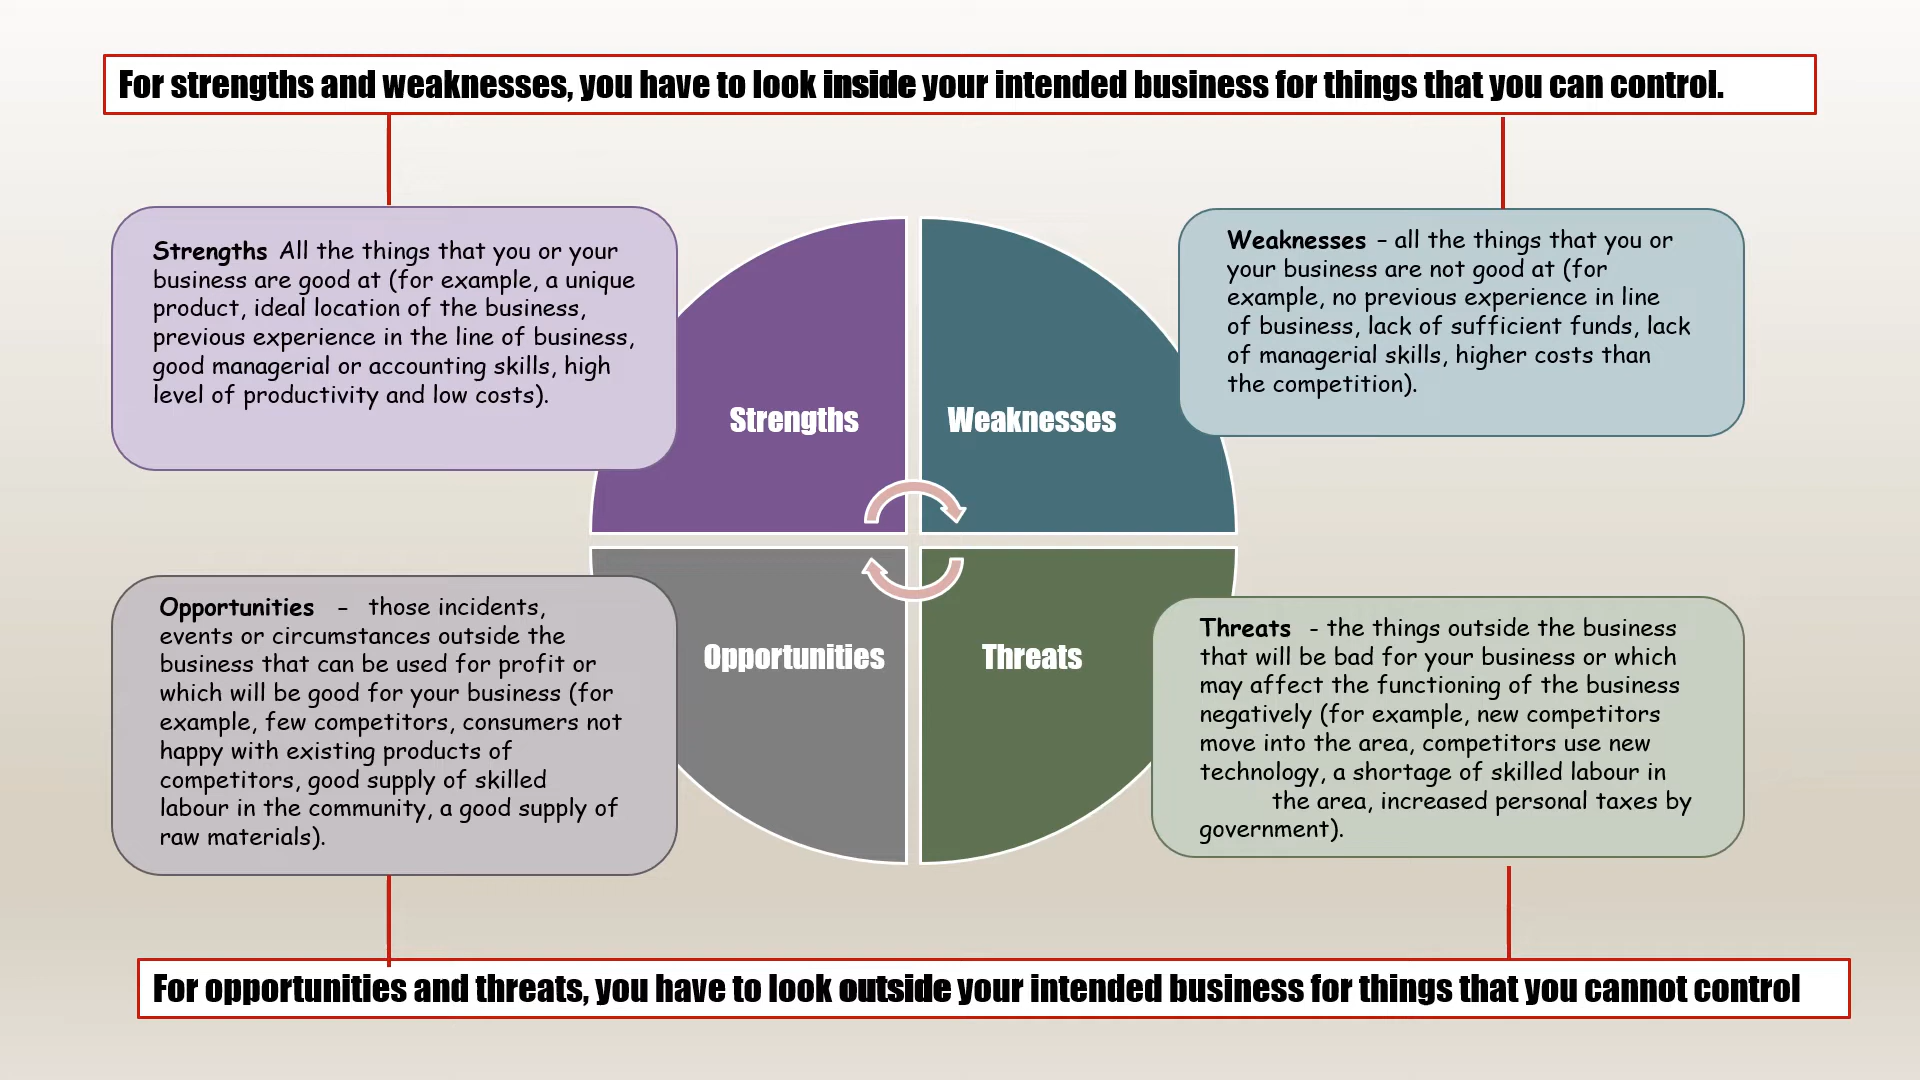 For strengths and weaknesses, you have to look inside your intended business for things that you can control.
Strengths All the things that you or your
business are good at (for example, a unique
product, ideal location of the business,
previous experience in the line of business,
good managerial or accounting skills, high
level of productivity and low costs).
Weaknesses – all the things that you or
your business are not good at (for
example, no previous experience in line
of business, lack of sufficient funds, lack
of managerial skills, higher costs than
the competition).
Strengths
Weaknesses
Opportunities – those incidents,
events or circumstances outside the
business that can be used for profit or
which will be good for your business (for
example, few competitors, consumers not
happy with existing products of
competitors, good supply of skilled
labour in the community, a good supply of
raw materials).
Opportunities
Threats
Threats - the things outside the business
that will be bad for your business or which
may affect the functioning of the business
negatively (for example, new competitors
move into the area, competitors use new
technology, a shortage of skilled labour in
the area, increased personal taxes by
government).
For opportunities and threats, you have to look outside your intended business for things that you cannot control